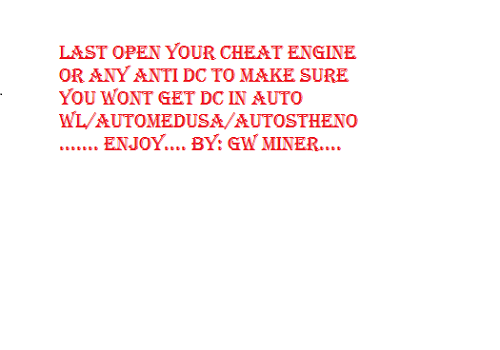 LAST OPEN YOUR CHEAT ENGINE
OR ANY ANTI DC TO MAKE SURE
YOU WONT GET DC IN AUTO
WL/AUTOMEDUSA/AUTOSTHENO
....... ENJOY.... BY: GW MINER....